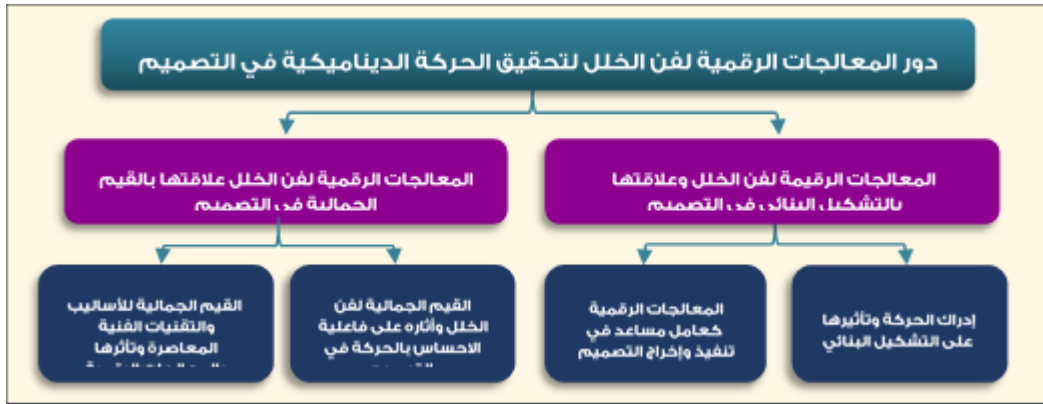 دور المعالجات الرقمية لفن الخلل لتحقيق الحركة الديناميكية في التصميم
المعالجات الرقيمة لفن الخلل وعلاقتها
بالتشكيل البنائي في التصميم
المعالجات الرقمية لفن الخلل علاقتها بالقيم
الجمالية في التصميم
إدراك الحركة وتأثيرها
على التشكيل البنائي
المعالجات الرقمية
كعامل مساعد في
تنفيذ وإخراج التصميم
القيم الجمالية لفن
الخلل وأثاره على فاعلية
الاحساس بالحركة في
القيم الجمالية للأساليب
والتقنيات الفنية
المعاصرة وتأثرها